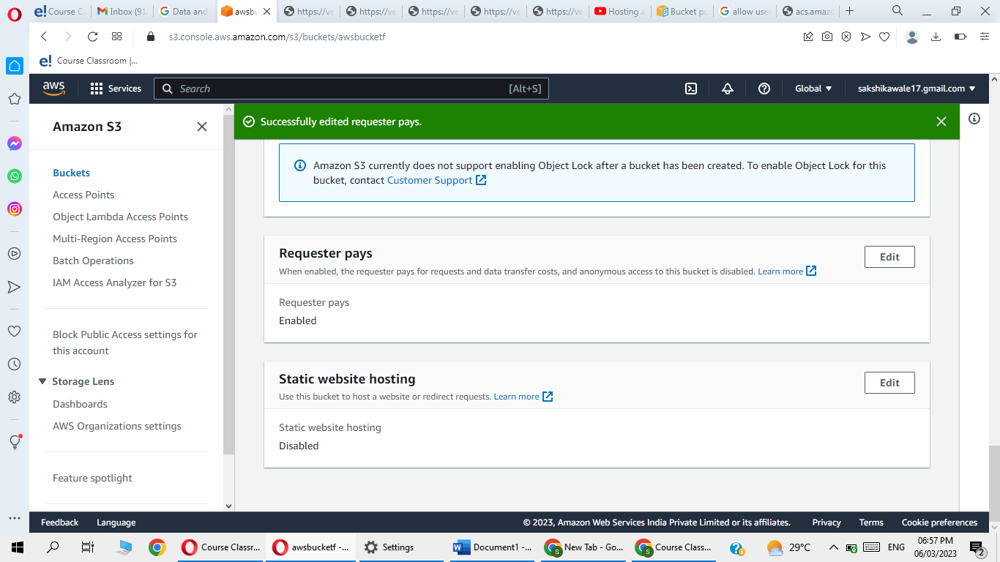 e! Course Co
Inbox (91
Data and
awsbu
https://ve
https://ve
https://ve
https://ve
https://ve
Hosting a
Bucket po
allow user
acs.amazo
s3.console.aws.amazon.com/s3/buckets/awsbucketf
e! Course Classroom |...
aws
Services
Search
[Alt+S]
Global
sakshikawale17.gmail.com
Amazon S3
Successfully edited requester pays.
Buckets
Access Points
Object Lambda Access Points
Multi-Region Access Points
Batch Operations
IAM Access Analyzer for S3
Block Public Access settings for
this account
Storage Lens
Dashboards
AWS Organizations settings
Feature spotlight
Amazon S3 currently does not support enabling Object Lock after a bucket has been created. To enable Object Lock for this
bucket, contact Customer Support
Requester pays
Edit
When enabled, the requester pays for requests and data transfer costs, and anonymous access to this bucket is disabled. Learn more
Requester pays
Enabled
Static website hosting
Edit
Use this bucket to host a website or redirect requests. Learn more
Static website hosting
Disabled
Feedback
Language
© 2023, Amazon Web Services India Private Limited or its affiliates.
Privacy
Terms
Cookie preferences
Course Classr...
awsbucketf -...
Settings
Document1 -...
New Tab - Go...
Course Classr...
29°C
ENG
06:57 PM
06/03/2023
2